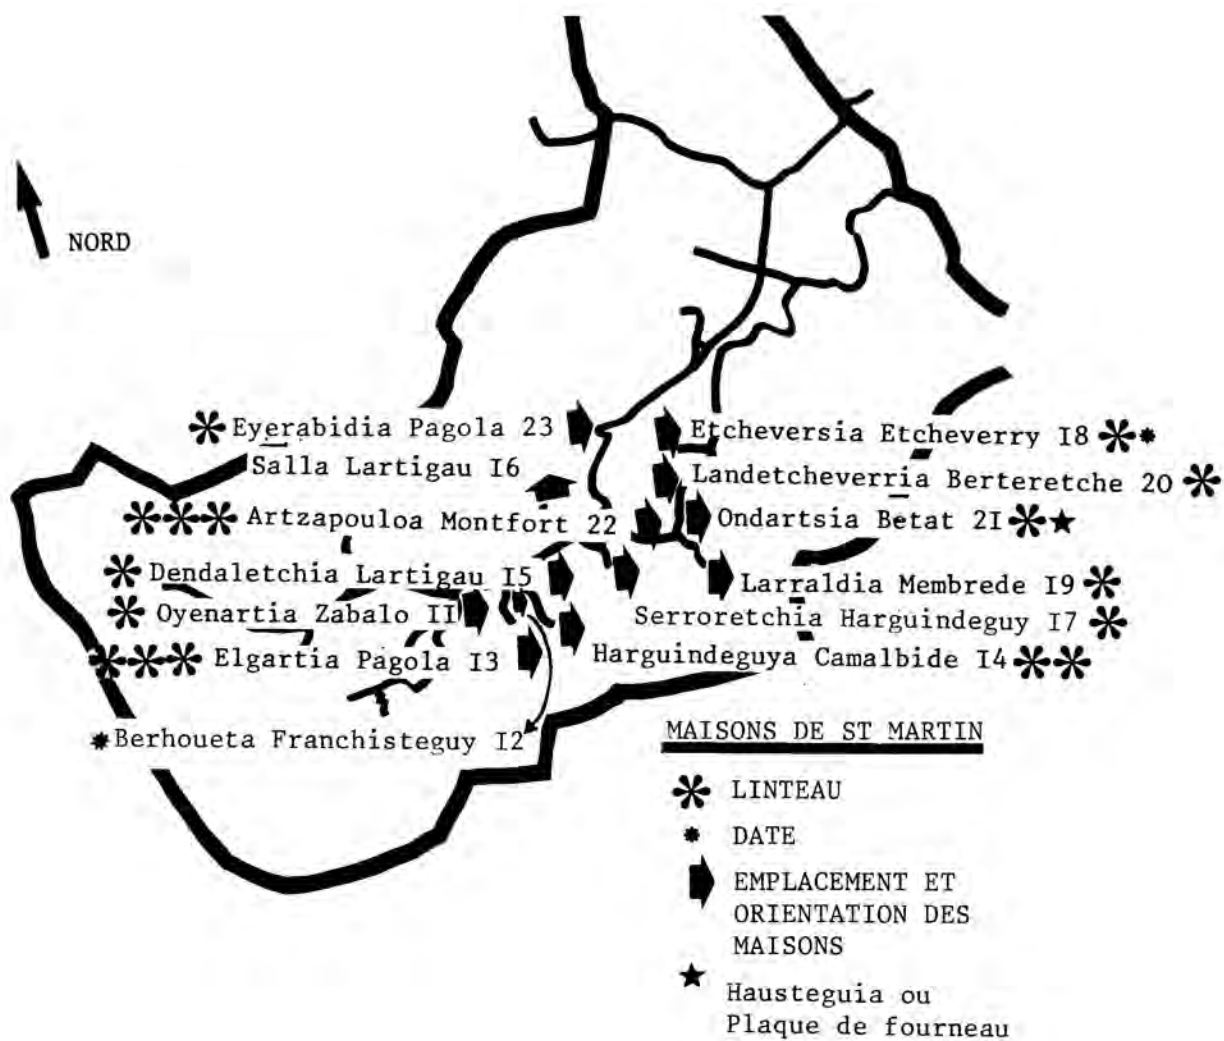 NORD
Eyerabidia Pagola 23
Etcheversia Etcheverry I8
Salla Lartigau I6
Landetcheverria Berteretche 20
Artzapouloa Montfort 22
Ondartsia Betat 2I
Dendaletchia Lartigau I5
Larraldia Membrede I9
Oyenartia Zabalo II
Serroretchia Harguindeguy I7
Elgartia Pagola I3
Harguindeguya Camalbide I4
Berhoueta Franchisteguy I2
MAISONS DE ST MARTIN
LINTEAU
DATE
EMPLACEMENT ET
ORIENTATION DES
MAISONS
Hausteguia ou
Plaque de fourneau